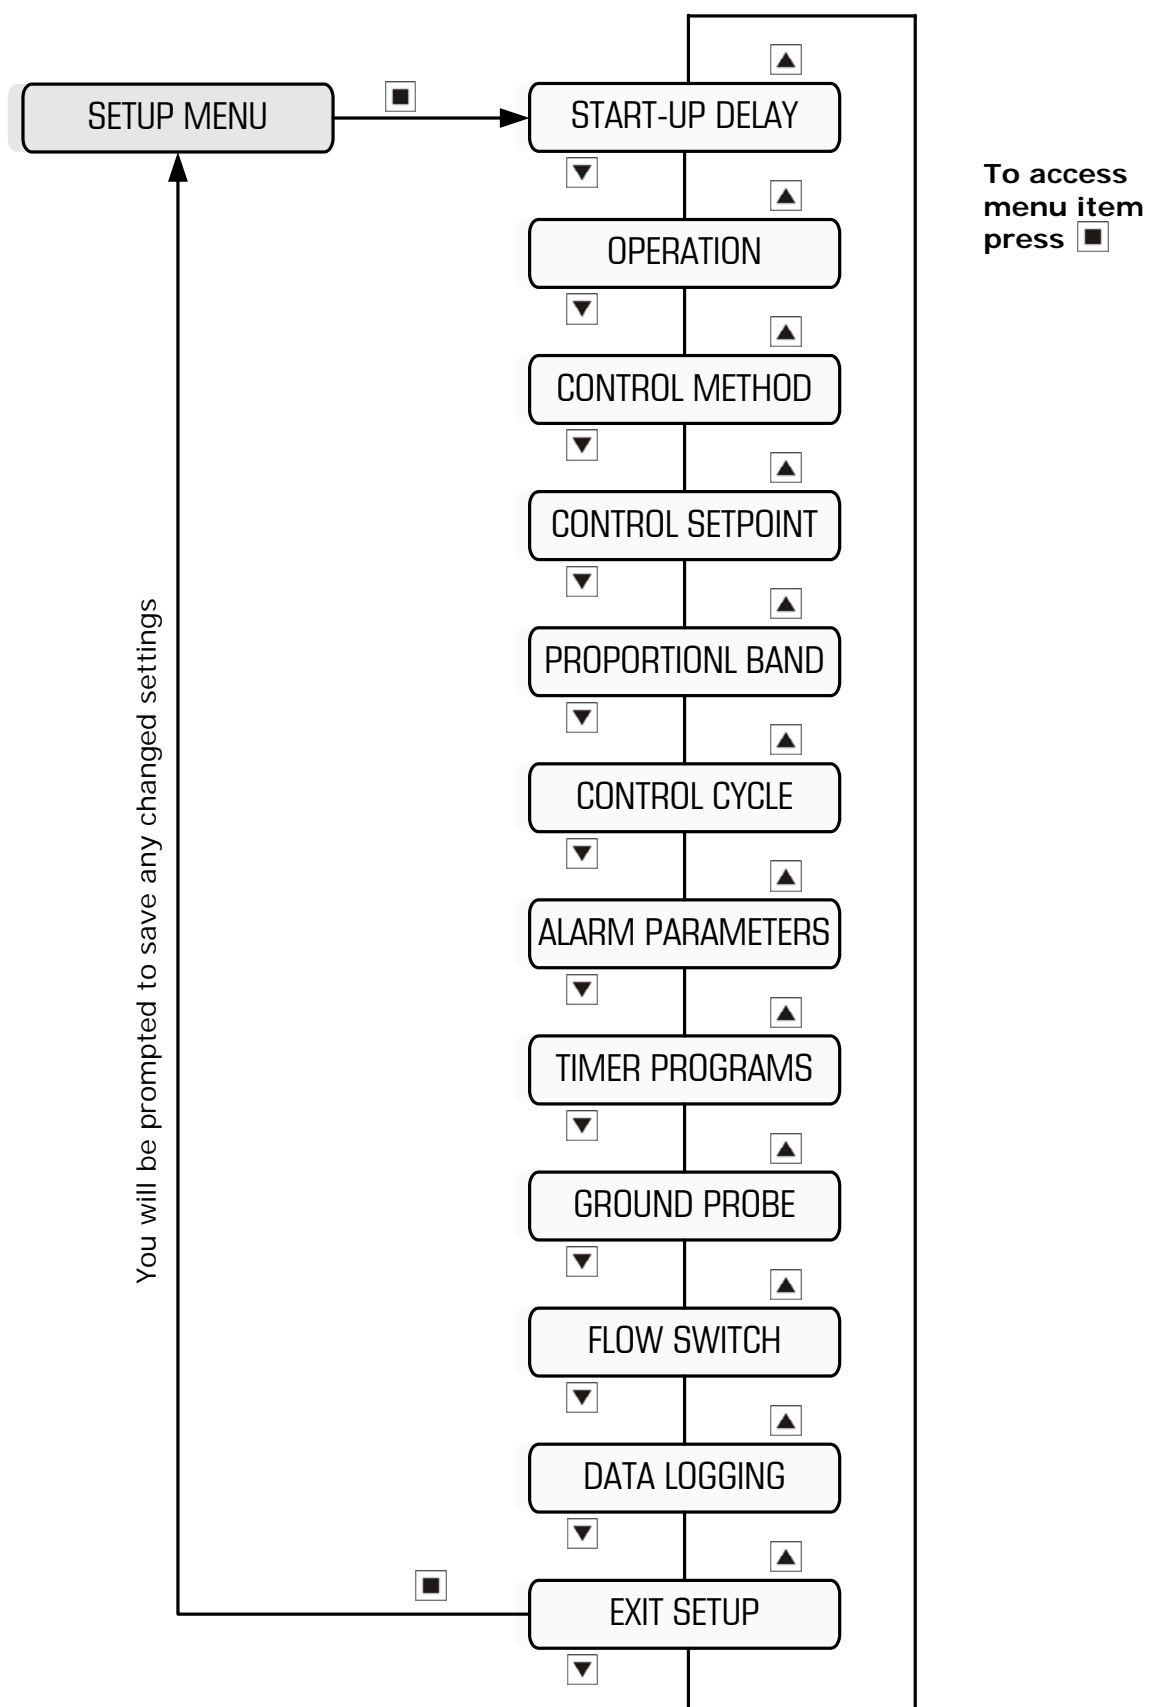 SETUP MENU
START-UP DELAY
To access
menu item
press
OPERATION
CONTROL METHOD
CONTROL SETPOINT
PROPORTIONL BAND
CONTROL CYCLE
ALARM PARAMETERS
TIMER PROGRAMS
GROUND PROBE
FLOW SWITCH
DATA LOGGING
EXIT SETUP
You will be prompted to save any changed settings